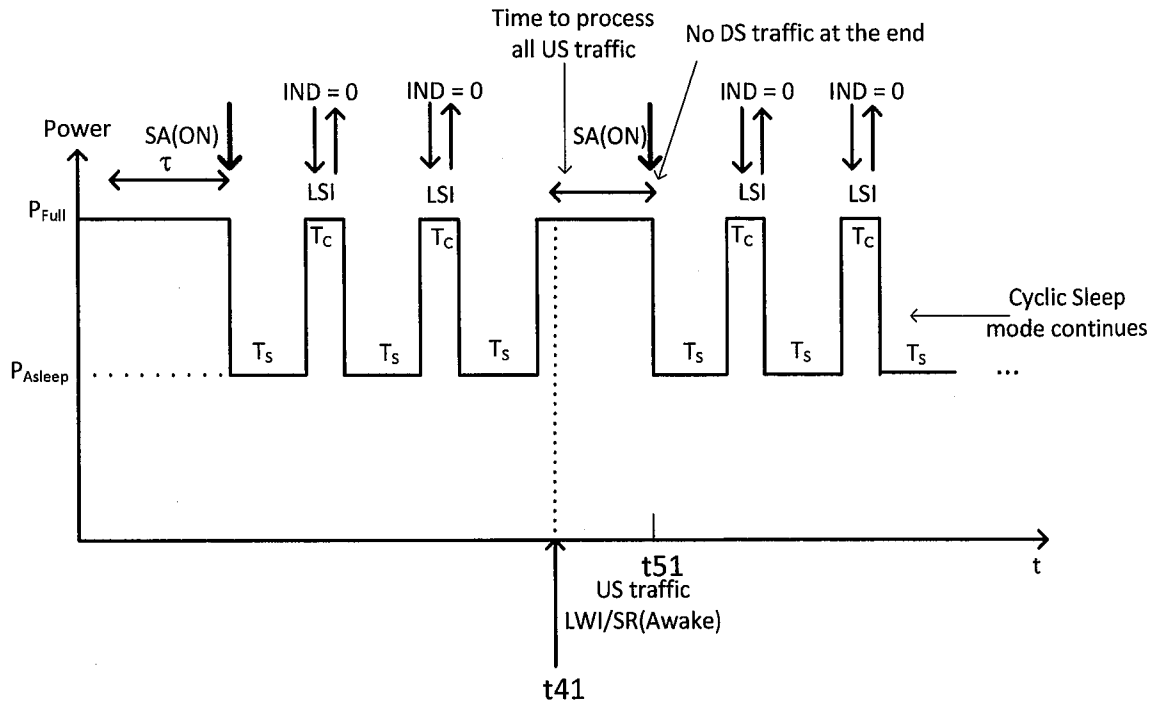 Time to process
all US traffic
No DS traffic at the end
IND = 0
IND = 0
IND = 0
IND = 0
Power
SA(ON)
τ
SA(ON)
LSI
LSI
LSI
LSI
PFull
TC
TC
TC
TC
Cyclic Sleep
mode continues
TS
TS
TS
TS
TS
TS
PAsleep
...
t51
t
US traffic
LWI/SR(Awake)
t41